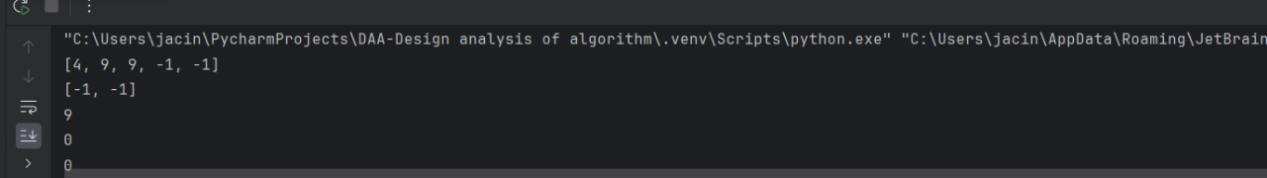 "C:\Users\jacin\PycharmProjects\DAA-Design analysis of algorithm\.venv\Scripts\python.exe" "C:\Users\jacin\AppData\Roaming\JetBrain
[4, 9, 9, -1, -1]
[-1, -1]
9
0
0